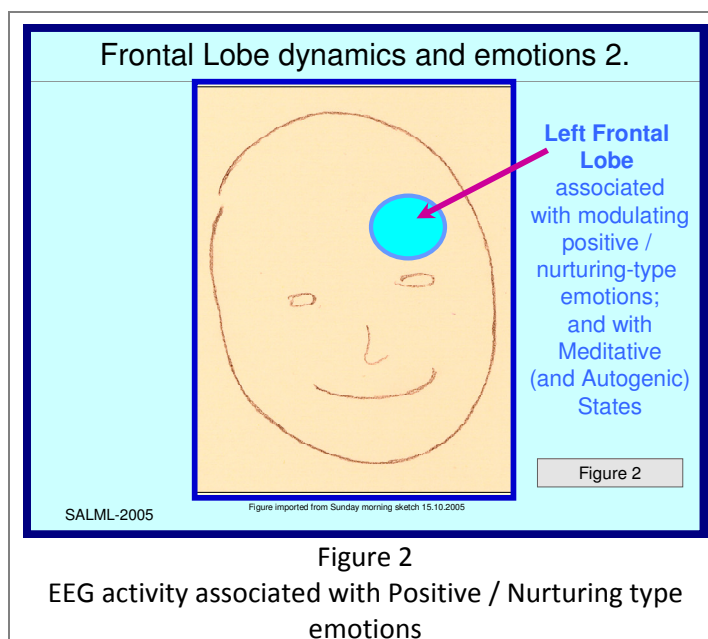 Frontal Lobe dynamics and emotions 2.
Left Frontal
Lobe
associated
with modulating
positive /
nurturing-type
emotions;
and with
Meditative
(and Autogenic)
States
Figure 2
SALML-2005
Figure imported from Sunday morning sketch 15.10.2005
Figure 2
EEG activity associated with Positive / Nurturing type
emotions